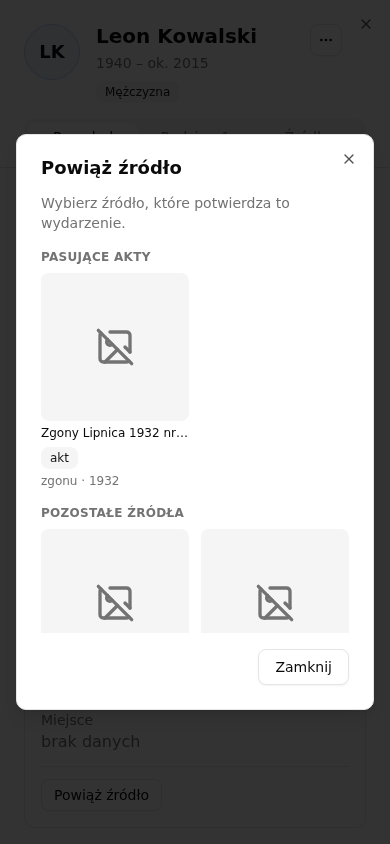 LK
Leon Kowalski
1940 – ok. 2015
Mężczyzna
Powiąż źródło
Wybierz źródło, które potwierdza to
wydarzenie.
PASUJĄCE AKTY
Zgony Lipnica 1932 nr...
akt
zgonu · 1932
POZOSTAŁE ŹRÓDŁA
Zamknij
Miejsce
brak danych
Powiąż źródło